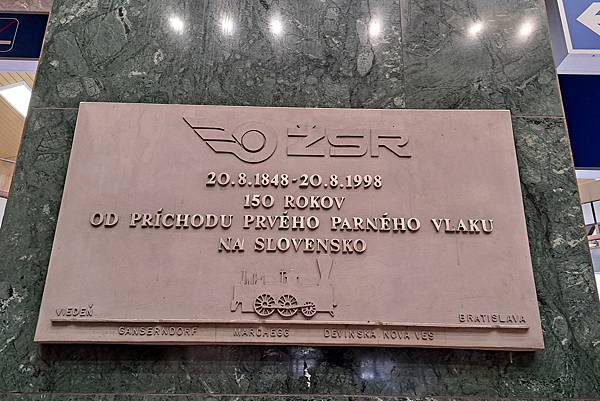 ŽSR
20.8.1848-20.8.1998
150 ROKOV
OD PRÍCHODU PRVÉHO PARNÉHO VLAKU
NA SLOVENSKO
VIEDEŇ BRATISLAVA
GANSERNDORF MARCHEGG DEVÍNSKA NOVÁ VES